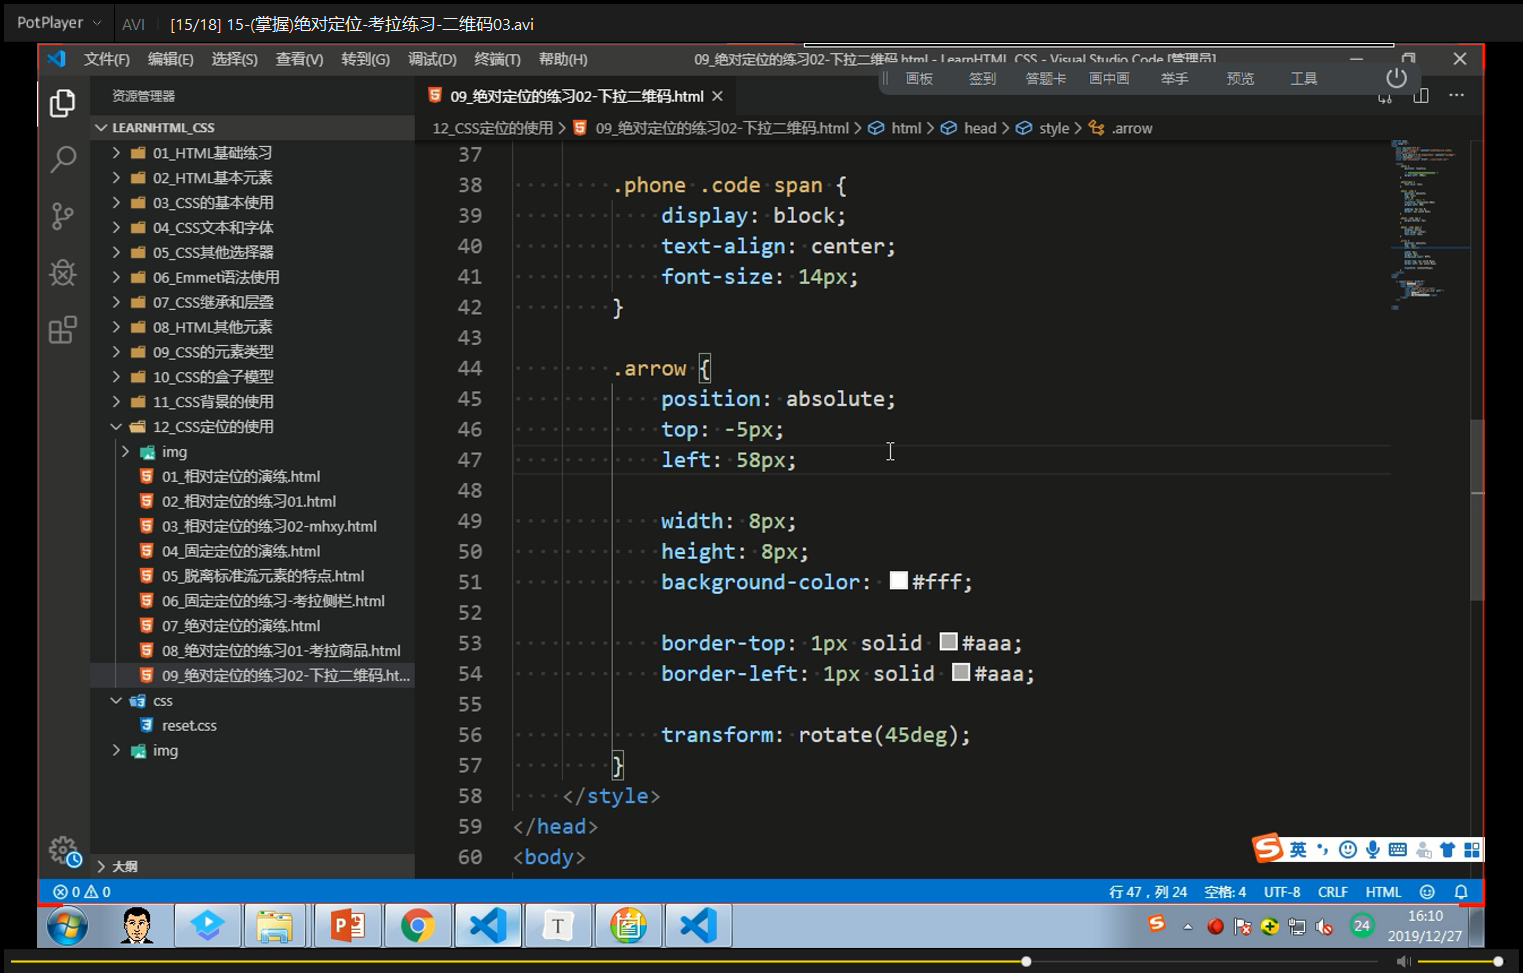 PotPlayer AVI [15/18] 15-(掌握)绝对定位-考拉练习-二维码03.avi
文件(F) 编辑(E) 选择(S) 查看(V) 转到(G) 调试(D) 终端(T) 帮助(H) 09_绝对定位的练习02-下拉二维码.html - LearnHTML_CSS - Visual Studio Code [管理员]
画板 签到 答题卡 画中画 举手 预览 工具
资源管理器
09_绝对定位的练习02-下拉二维码.html
12_CSS定位的使用 > 09_绝对定位的练习02-下拉二维码.html > html > head > style > .arrow
LEARNHTML_CSS
01_HTML基础练习
02_HTML基本元素
03_CSS的基本使用
04_CSS文本和字体
05_CSS其他选择器
06_Emmet语法使用
07_CSS继承和层叠
08_HTML其他元素
09_CSS的元素类型
10_CSS的盒子模型
11_CSS背景的使用
12_CSS定位的使用
img
01_相对定位的演练.html
02_相对定位的练习01.html
03_相对定位的练习02-mhxy.html
04_固定定位的演练.html
05_脱离标准流元素的特点.html
06_固定定位的练习-考拉侧栏.html
07_绝对定位的演练.html
08_绝对定位的练习01-考拉商品.html
09_绝对定位的练习02-下拉二维码.ht...
css
reset.css
img
大纲
37
38 .phone .code span {
39 display: block;
40 text-align: center;
41 font-size: 14px;
42 }
43
44 .arrow {
45 position: absolute;
46 top: -5px;
47 left: 58px;
48
49 width: 8px;
50 height: 8px;
51 background-color: #fff;
52
53 border-top: 1px solid #aaa;
54 border-left: 1px solid #aaa;
55
56 transform: rotate(45deg);
57 }
58 </style>
59 </head>
60 <body>
英
0 0 行 47，列 24 空格: 4 UTF-8 CRLF HTML
24 16:10
2019/12/27